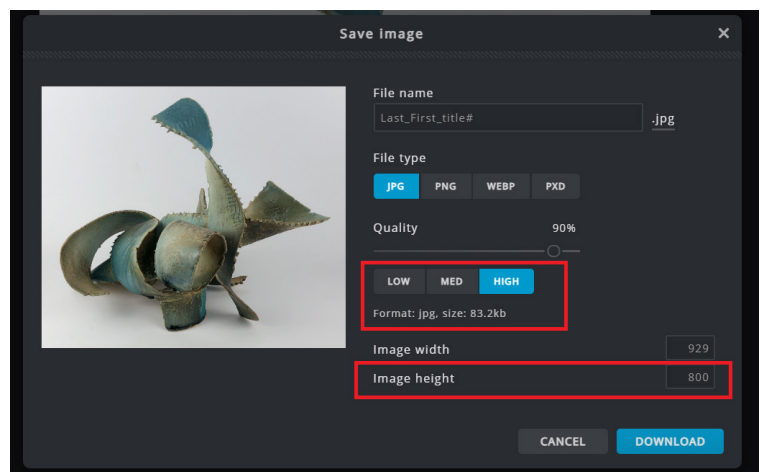 Save image
File name
Last_First_title#
.jpg
File type
JPG PNG WEBP PXD
Quality 90%
LOW MED HIGH
Format: jpg, size: 83.2kb
Image width 929
Image height 800
CANCEL DOWNLOAD